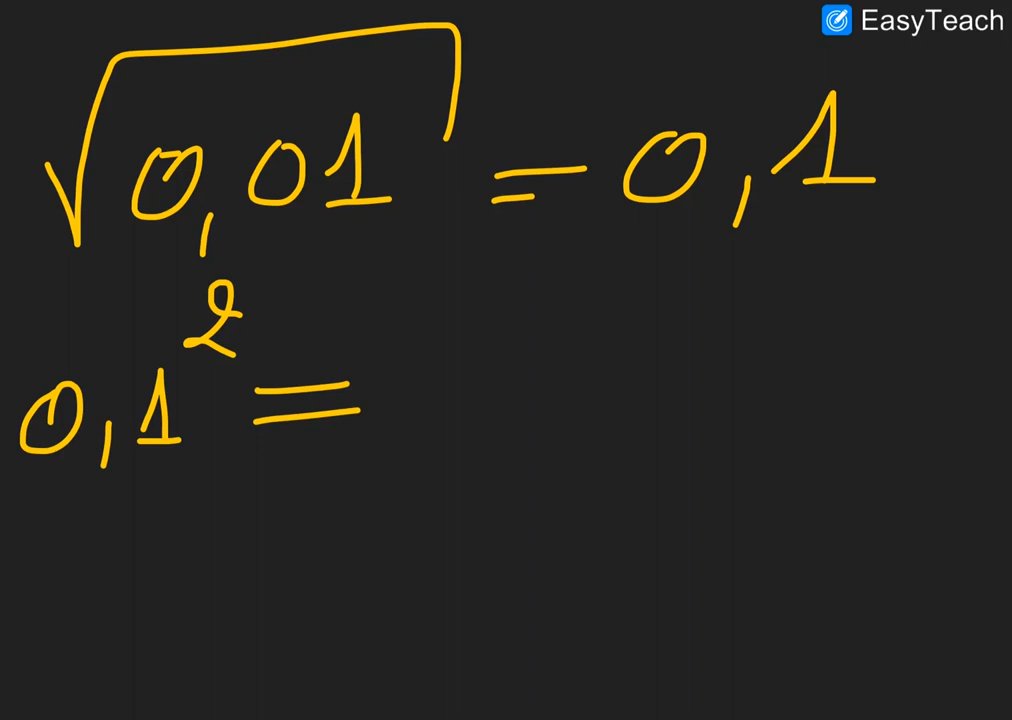 EasyTeach
√0,01 = 0,1
0,1² =